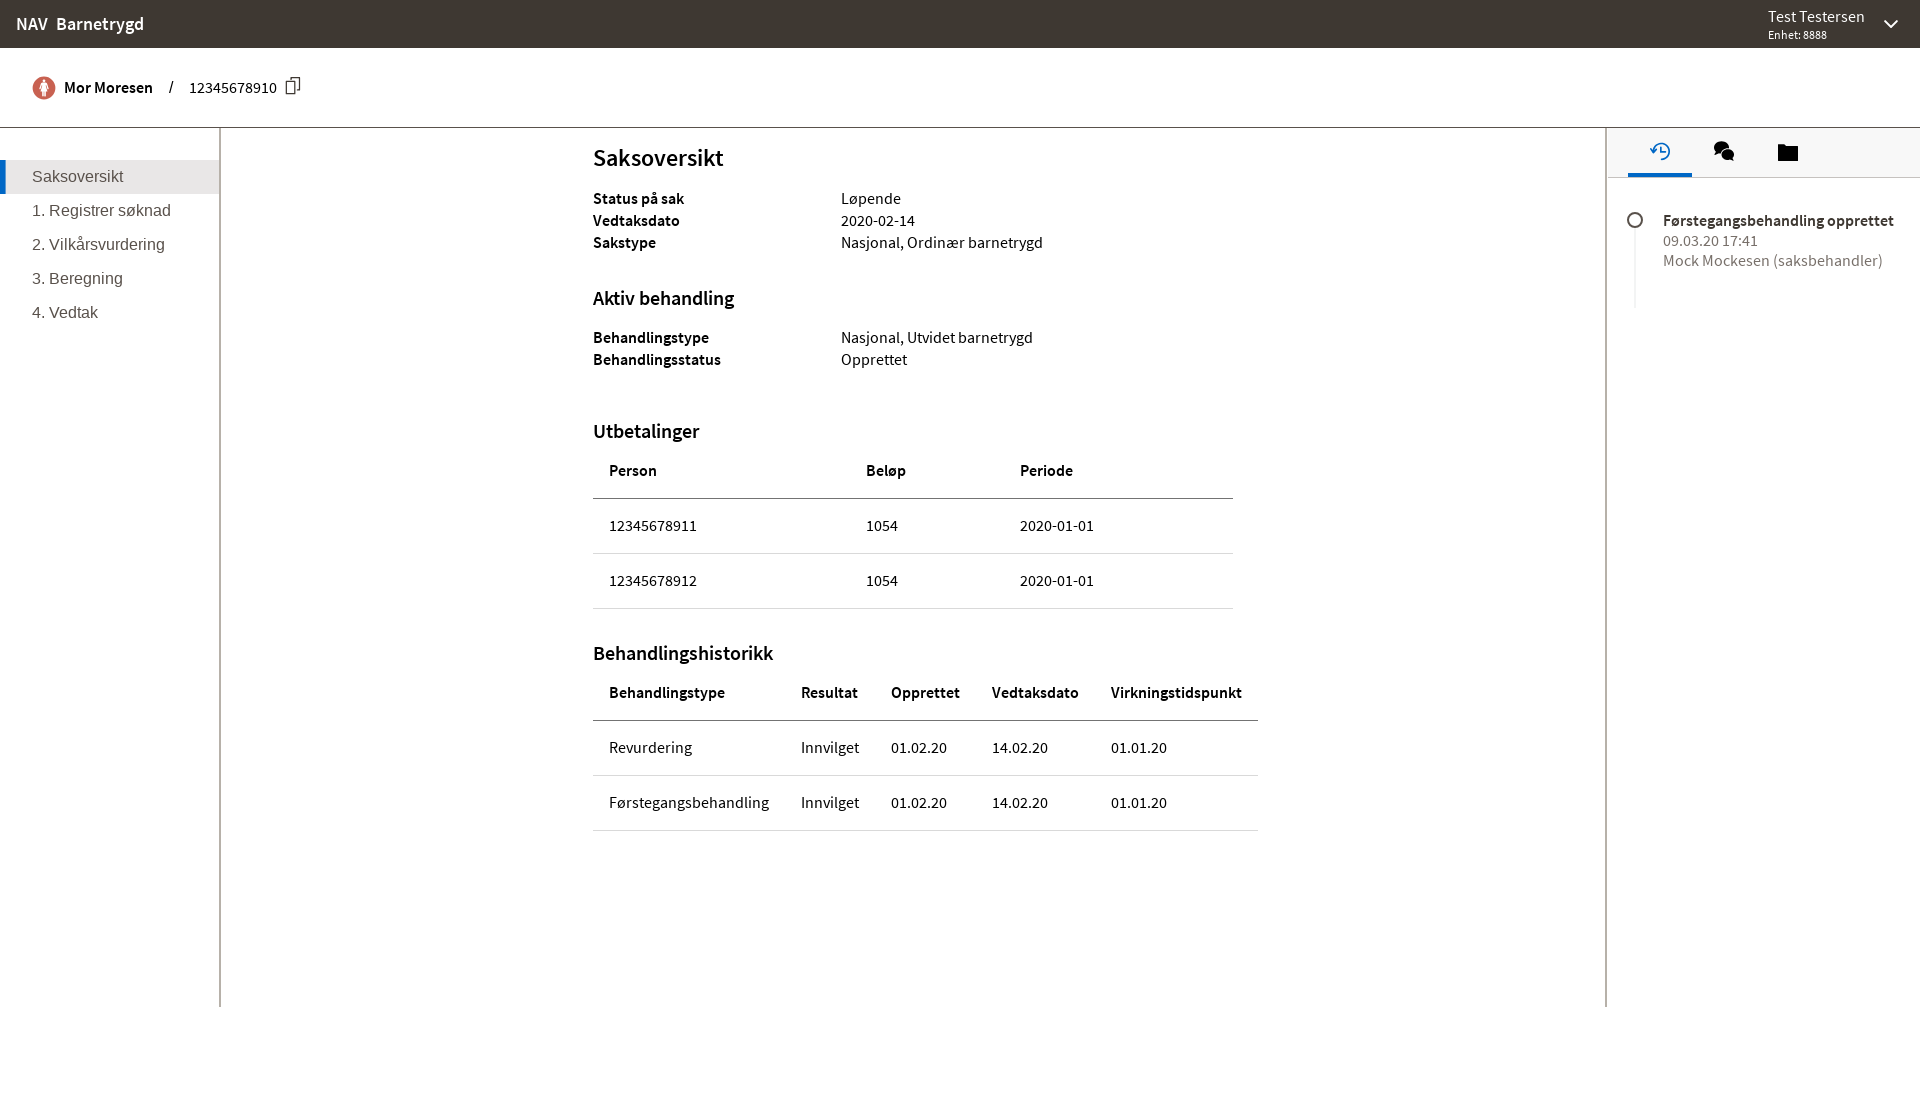 NAV Barnetrygd
Test Testersen
Enhet: 8888
Mor Moresen / 12345678910
Saksoversikt
1. Registrer søknad
2. Vilkårsvurdering
3. Beregning
4. Vedtak
Saksoversikt
Status på sak Løpende
Vedtaksdato 2020-02-14
Sakstype Nasjonal, Ordinær barnetrygd
Aktiv behandling
Behandlingstype Nasjonal, Utvidet barnetrygd
Behandlingsstatus Opprettet
Utbetalinger
Person Beløp Periode
12345678911 1054 2020-01-01
12345678912 1054 2020-01-01
Behandlingshistorikk
Behandlingstype Resultat Opprettet Vedtaksdato Virkningstidspunkt
Revurdering Innvilget 01.02.20 14.02.20 01.01.20
Førstegangsbehandling Innvilget 01.02.20 14.02.20 01.01.20
Førstegangsbehandling opprettet
09.03.20 17:41
Mock Mockesen (saksbehandler)